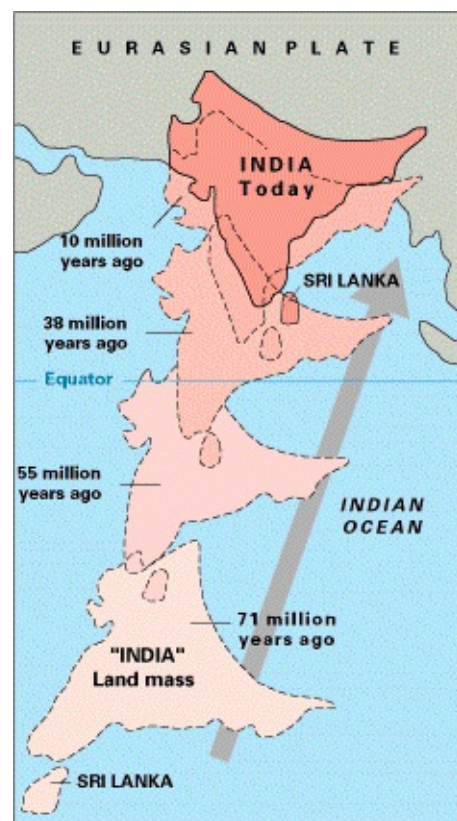 EURASIAN PLATE
INDIA
Today
10 million
years ago
SRI LANKA
38 million
years ago
Equator
55 million
years ago
INDIAN
OCEAN
71 million
years ago
"INDIA"
Land mass
SRI LANKA